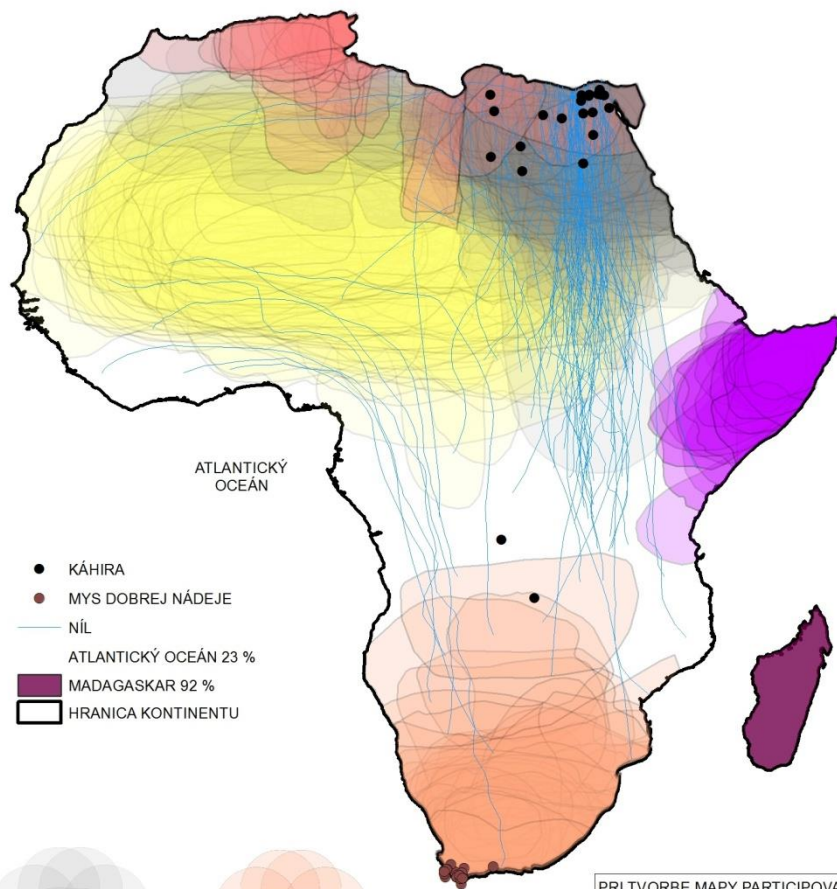 ATLANTICKÝ
OCEÁN
KÁHIRA
MYS DOBREJ NÁDEJE
NÍL
ATLANTICKÝ OCEÁN 23 %
MADAGASKAR 92 %
HRANICA KONTINENTU
PRI TVORBE MAPY PARTICIPOVA